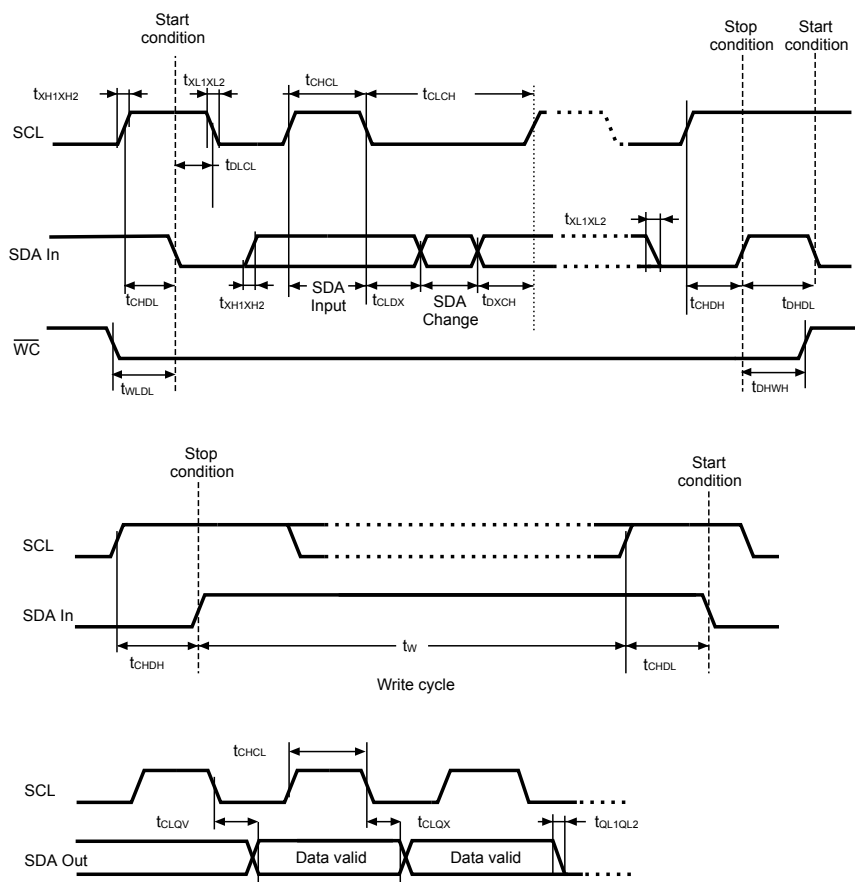 Start
condition
Stop
condition
Start
condition
tXH1XH2
tXL1XL2
tCHCL
tCLCH
SCL
tDLCL
tXL1XL2
SDA In
tCHDL
tXH1XH2
SDA
Input
tCLDX
SDA
Change
tDXCH
tCHDH
tDHDL
WC
tWLDL
tDHWH
Stop
condition
Start
condition
SCL
SDA In
tCHDH
tW
tCHDL
Write cycle
tCHCL
SCL
tCLQV
tCLQX
tQL1QL2
SDA Out
Data valid
Data valid